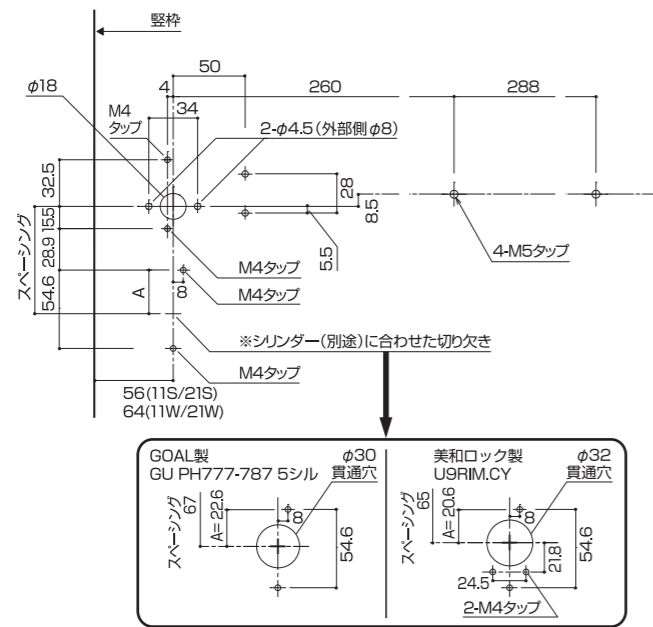 竪枠
50
4
260
288
φ18
M4
タップ
34
2-φ4.5(外部側φ8)
32.5
15.5
28.9
54.6
スペーシング
28
8.5
5.5
4-M5タップ
M4タップ
A
8
M4タップ
※シリンダー(別途)に合わせた切り欠き
M4タップ
56(11S/21S)
64(11W/21W)
GOAL製
GU PH777-787 5シル
φ30
貫通穴
スペーシング
67
A=22.6
8
54.6
美和ロック製
U9RIM.CY
φ32
貫通穴
スペーシング
65
A=20.6
8
21.8
54.6
24.5
2-M4タップ